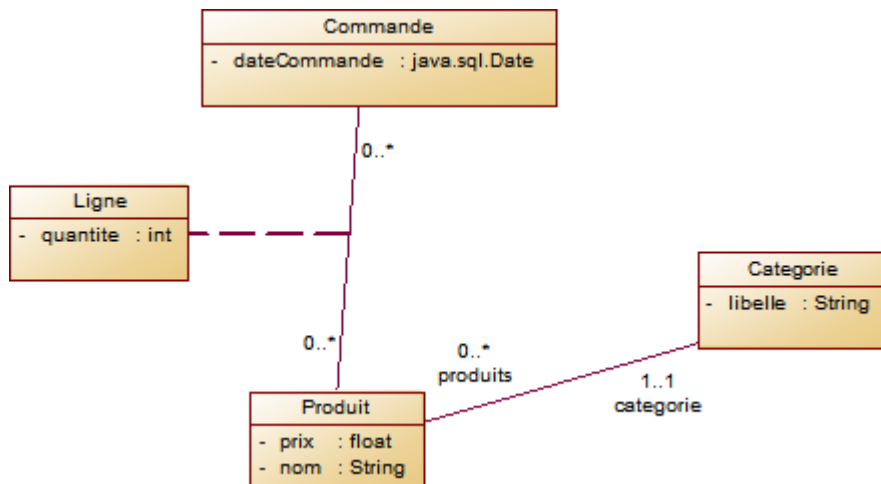 Commande
- dateCommande : java.sql.Date
0..*
Ligne
- quantite : int
Categorie
- libelle : String
0..*
0..*
produits
1..1
categorie
Produit
- prix : float
- nom : String